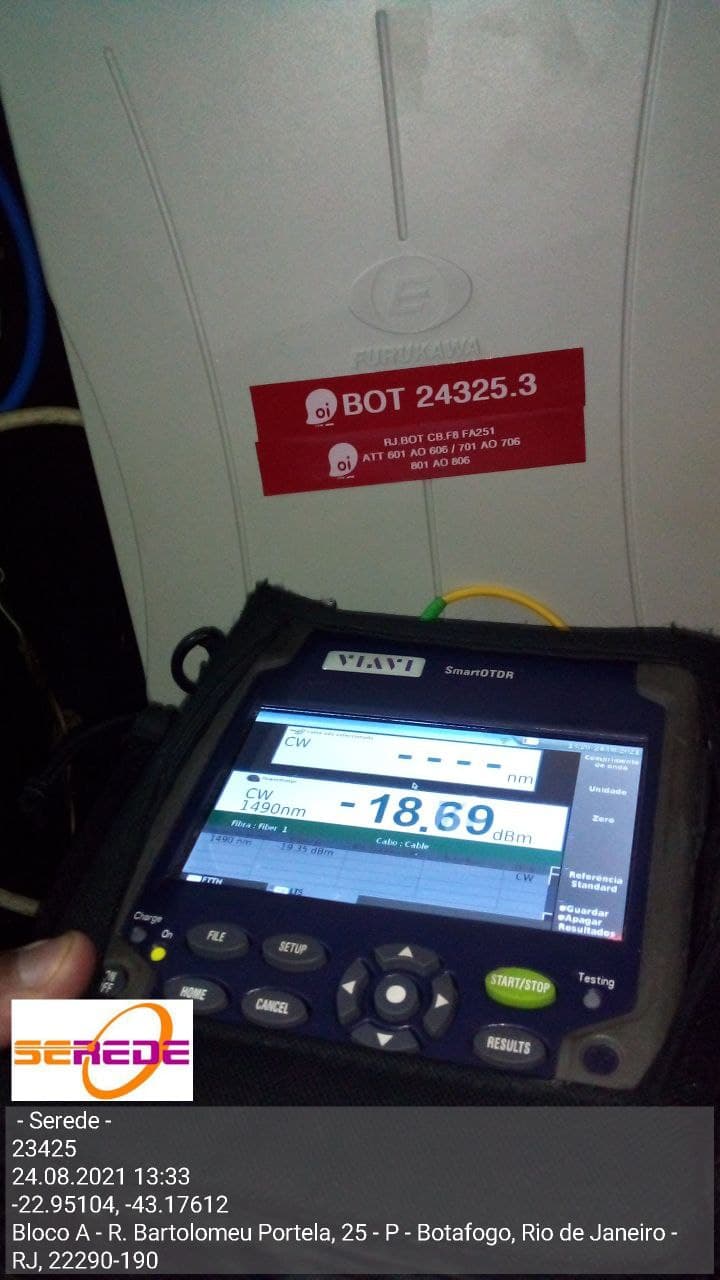 FURUKAWA
oi BOT 24325.3
RJ.BOT CB.F8 FA251
oi ATT 601 AO 606 / 701 AO 706
801 AO 806
VIAVI SmartOTDR
CW
- - - - nm
Comprimento
de onda
Unidade
CW
1490nm
-18.69 dBm
Zero
Fibra : Fiber 1
Cabo : Cable
1490 nm
19.35 dBm
CW
Referência
Standard
FTTH
Guardar
Apagar
Resultados
Charge
On
FILE
SETUP
START/STOP
Testing
HOME
CANCEL
RESULTS
SEREDE
- Serede -
23425
24.08.2021 13:33
-22.95104, -43.17612
Bloco A - R. Bartolomeu Portela, 25 - P - Botafogo, Rio de Janeiro -
RJ, 22290-190